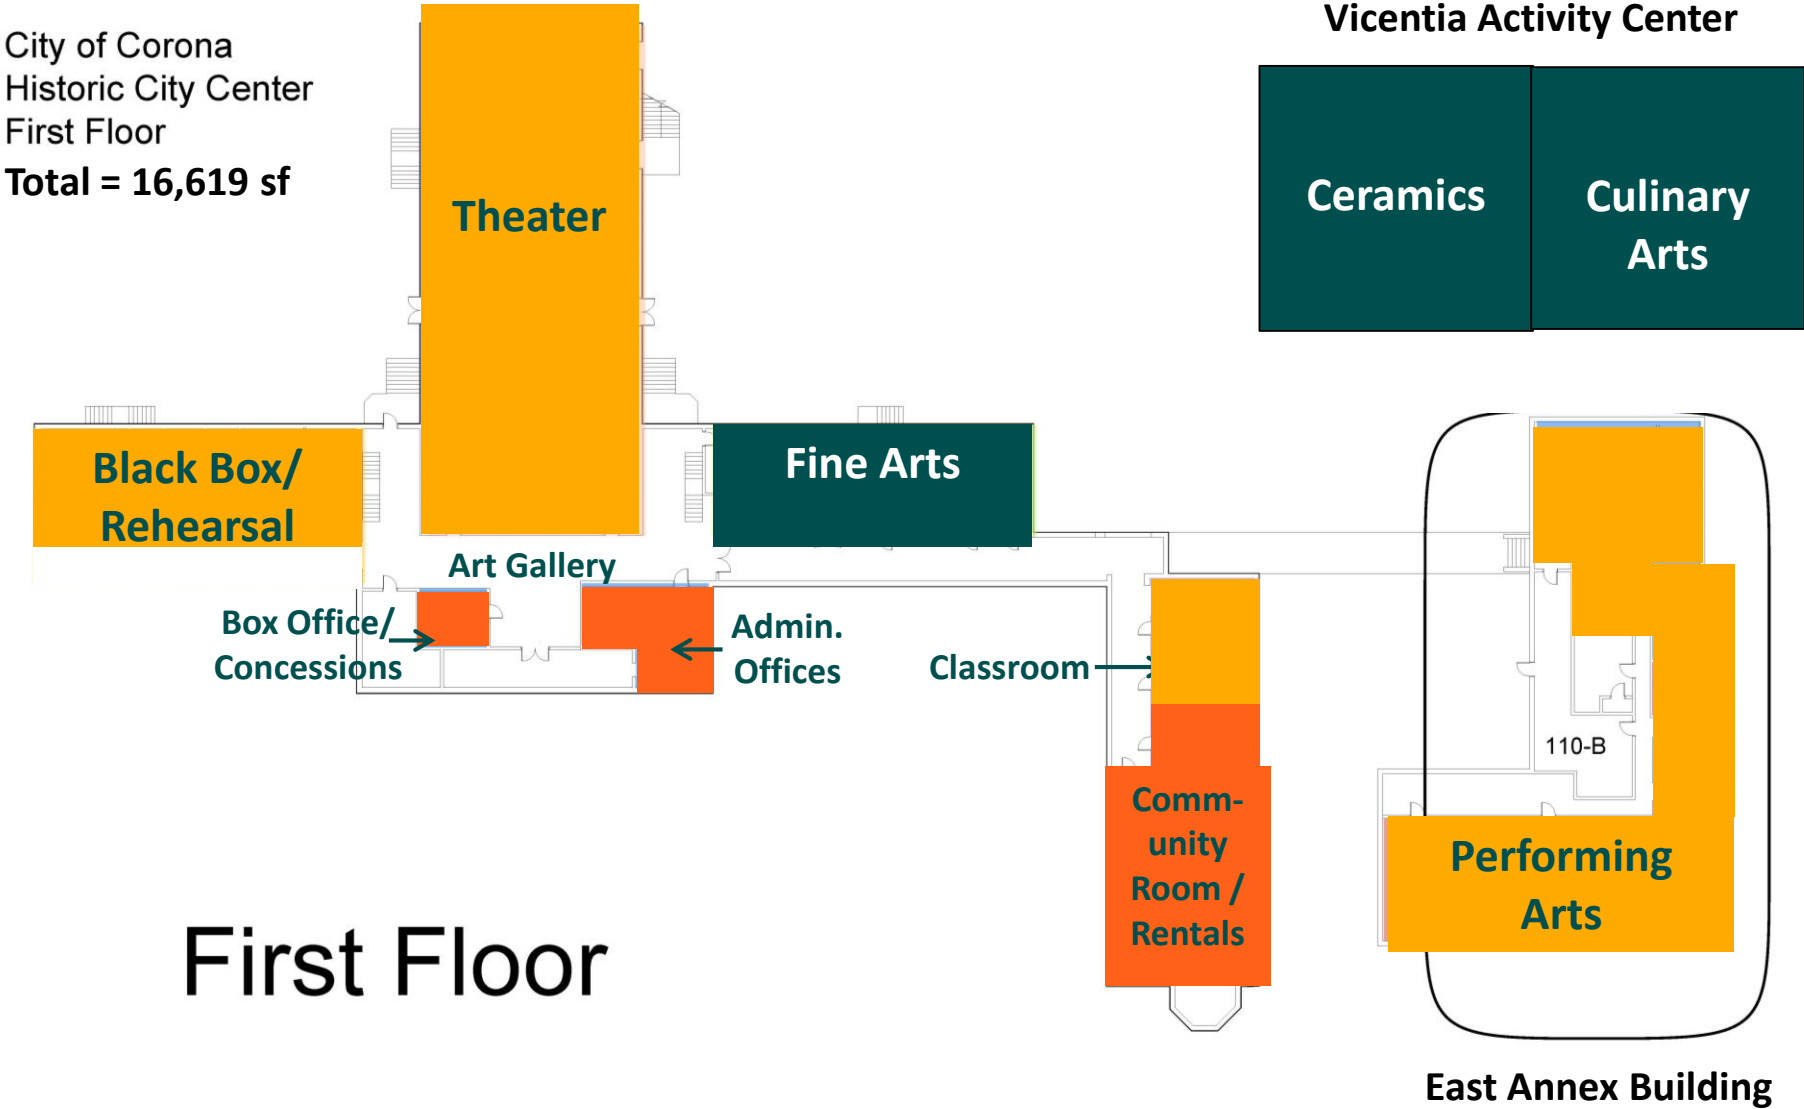 City of Corona
Historic City Center
First Floor
Total = 16,619 sf
Vicentia Activity Center
Ceramics
Culinary
Arts
Theater
Black Box/
Rehearsal
Fine Arts
Art Gallery
Box Office/
Concessions
Admin.
Offices
Classroom
Comm-
unity
Room /
Rentals
110-B
Performing
Arts
First Floor
East Annex Building